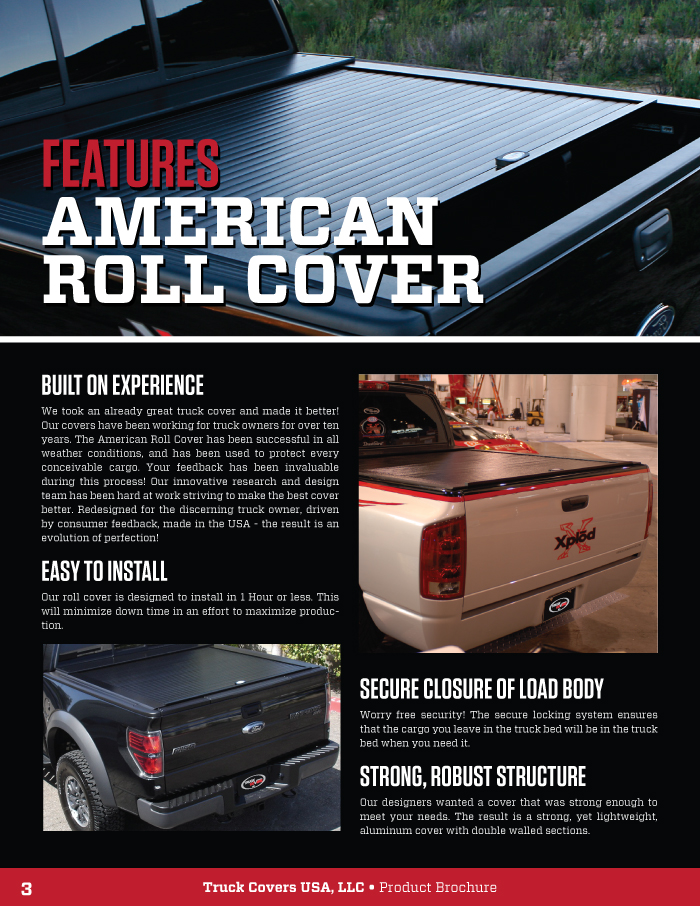 FEATURES
AMERICAN
ROLL COVER
BUILT ON EXPERIENCE
We took an already great truck cover and made it better!
Our covers have been working for truck owners for over ten
years. The American Roll Cover has been successful in all
weather conditions, and has been used to protect every
conceivable cargo. Your feedback has been invaluable
during this process! Our innovative research and design
team has been hard at work striving to make the best cover
better. Redesigned for the discerning truck owner, driven
by consumer feedback, made in the USA - the result is an
evolution of perfection!
EASY TO INSTALL
Our roll cover is designed to install in 1 Hour or less. This
will minimize down time in an effort to maximize produc-
tion.
Ford
Xplod
SECURE CLOSURE OF LOAD BODY
Worry free security! The secure locking system ensures
that the cargo you leave in the truck bed will be in the truck
bed when you need it.
STRONG, ROBUST STRUCTURE
Our designers wanted a cover that was strong enough to
meet your needs. The result is a strong, yet lightweight,
aluminum cover with double walled sections.
3
Truck Covers USA, LLC • Product Brochure